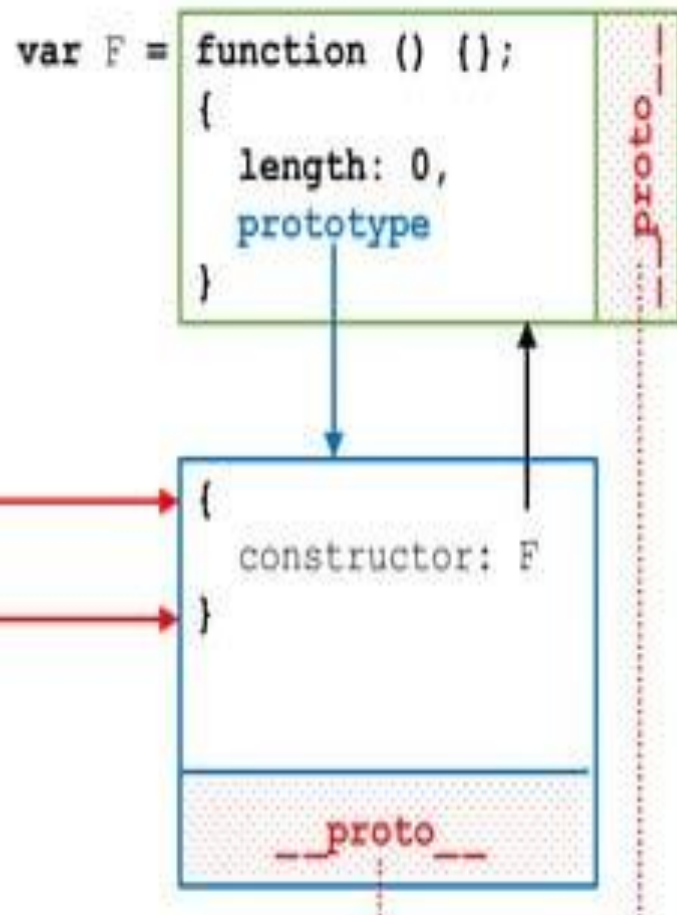 var F = function () {};
{
length: 0,
prototype
}
__proto__
{
constructor: F
}
__proto__